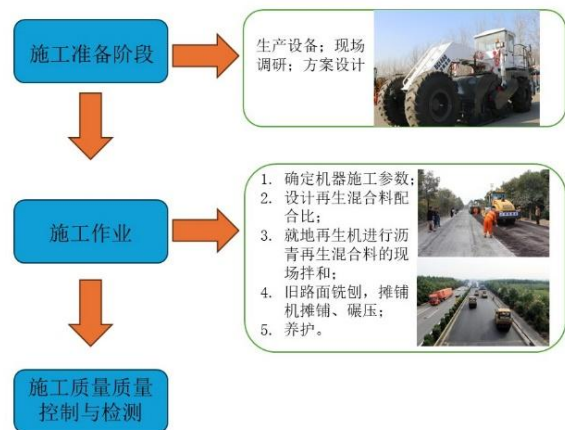 施工准备阶段
生产设备；现场
调研；方案设计
施工作业
1. 确定机器施工参数；
2. 设计再生混合料配
合比；
3. 就地再生机进行沥
青再生混合料的现
场拌和；
4. 旧路面铣刨，摊铺
机摊铺、碾压；
5. 养护。
施工质量质量
控制与检测